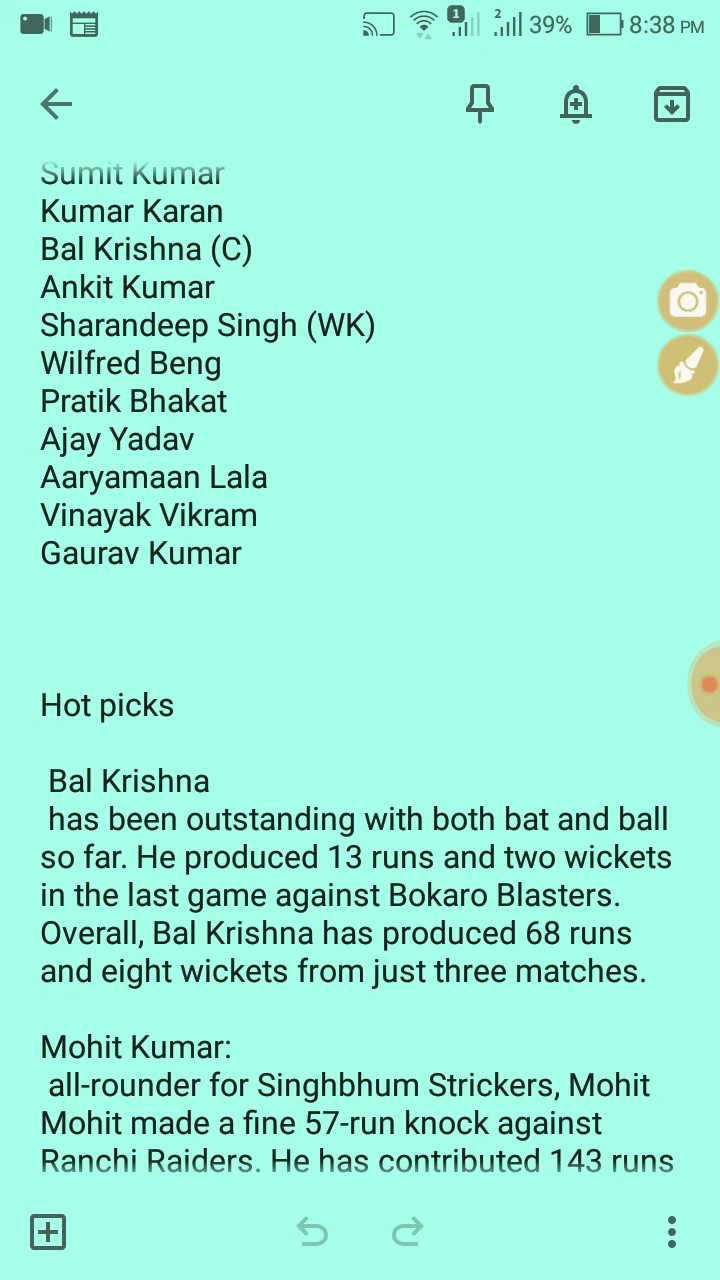 1
2
39%
8:38 PM
Sumit Kumar
Kumar Karan
Bal Krishna (C)
Ankit Kumar
Sharandeep Singh (WK)
Wilfred Beng
Pratik Bhakat
Ajay Yadav
Aaryamaan Lala
Vinayak Vikram
Gaurav Kumar
Hot picks
Bal Krishna
has been outstanding with both bat and ball
so far. He produced 13 runs and two wickets
in the last game against Bokaro Blasters.
Overall, Bal Krishna has produced 68 runs
and eight wickets from just three matches.
Mohit Kumar:
all-rounder for Singhbhum Strickers, Mohit
Mohit made a fine 57-run knock against
Ranchi Raiders. He has contributed 143 runs